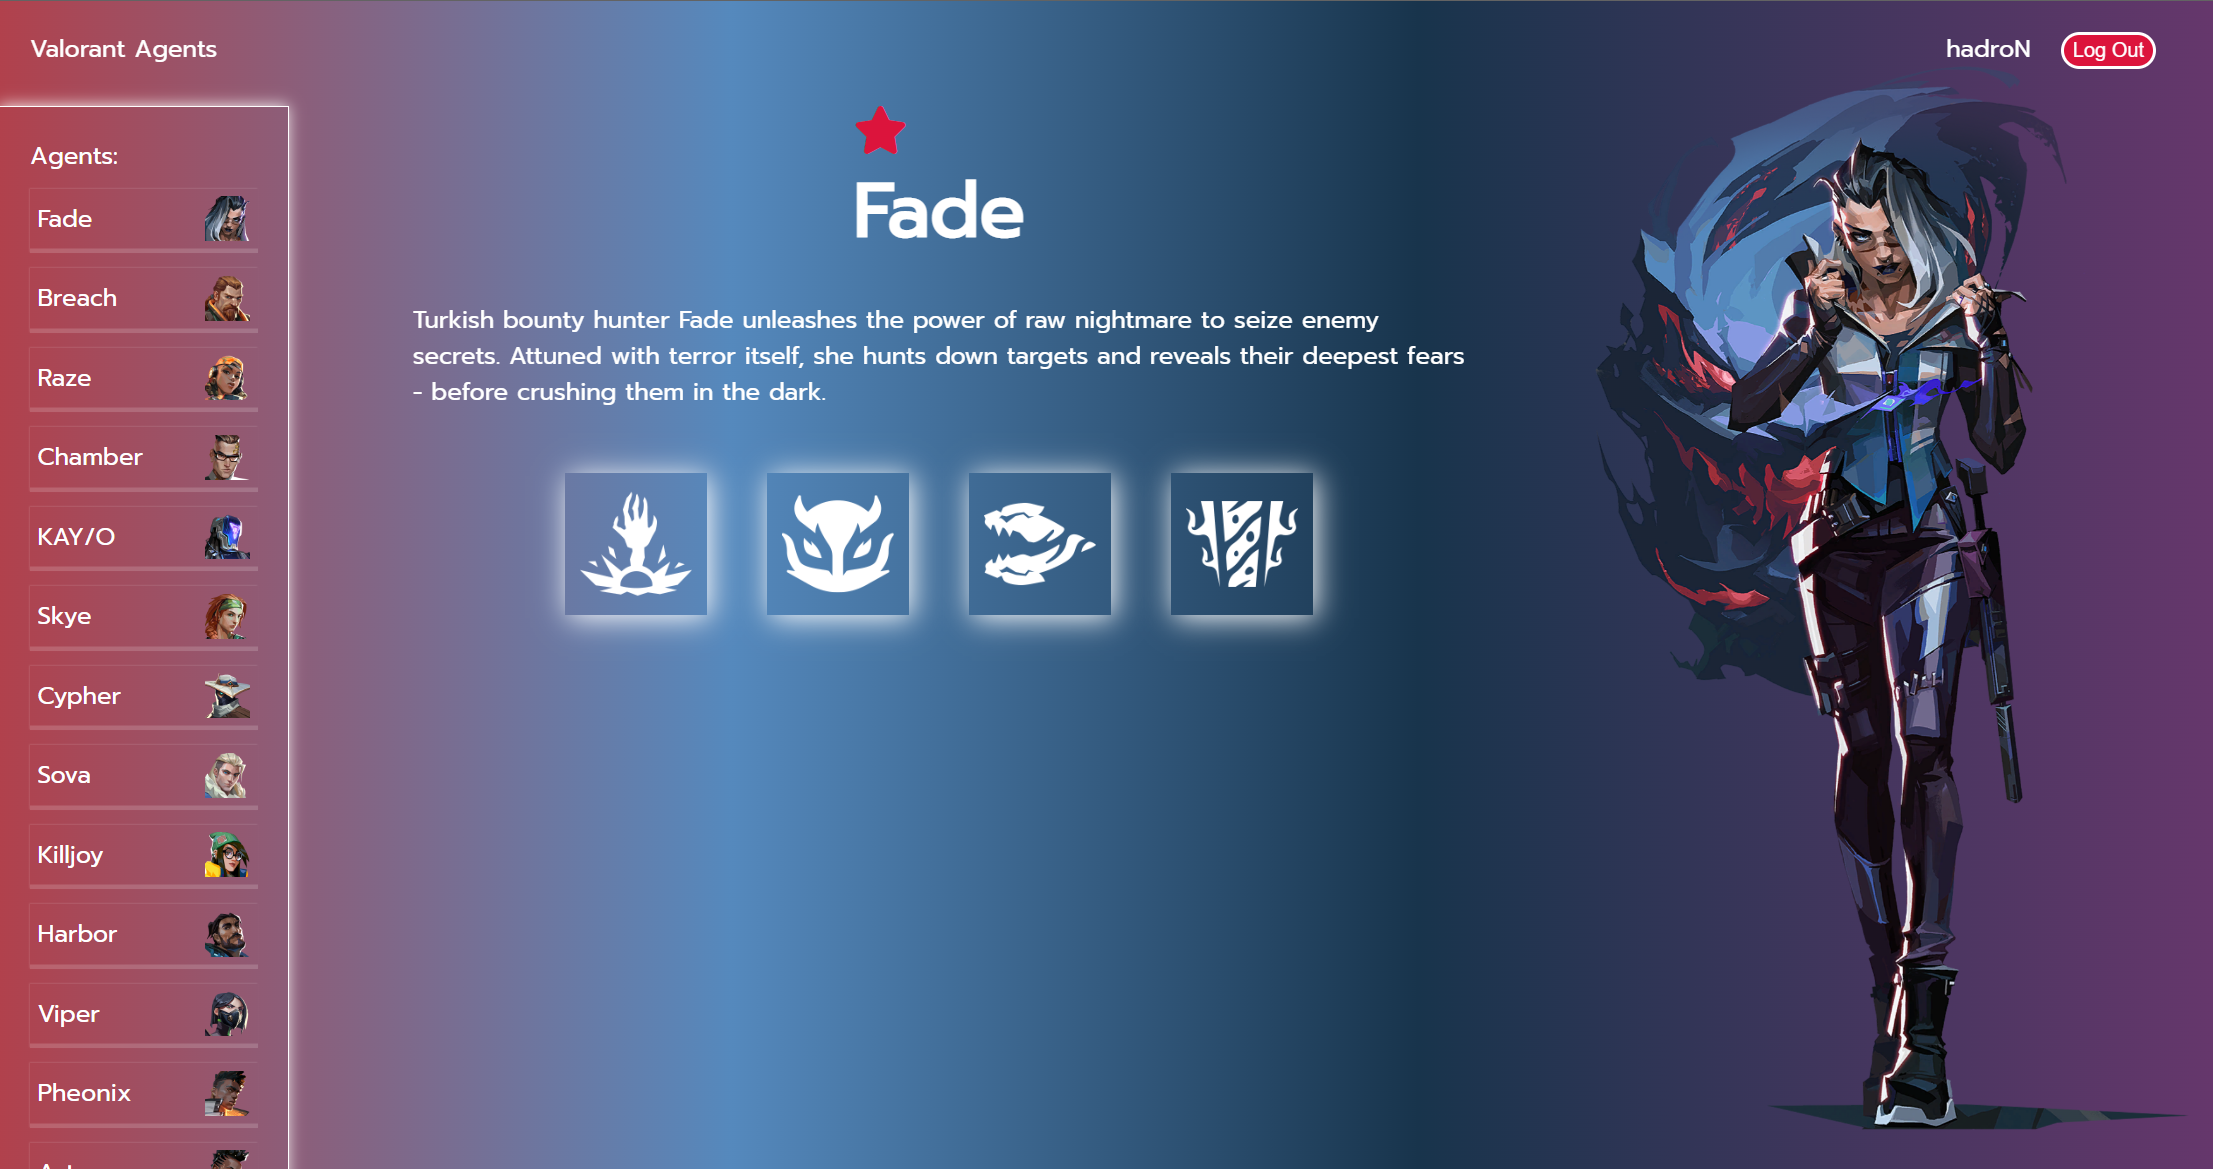 Valorant Agents
hadroN
Log Out
Agents:
Fade
Breach
Raze
Chamber
KAY/O
Skye
Cypher
Sova
Killjoy
Harbor
Viper
Pheonix
Fade
Turkish bounty hunter Fade unleashes the power of raw nightmare to seize enemy
secrets. Attuned with terror itself, she hunts down targets and reveals their deepest fears
- before crushing them in the dark.